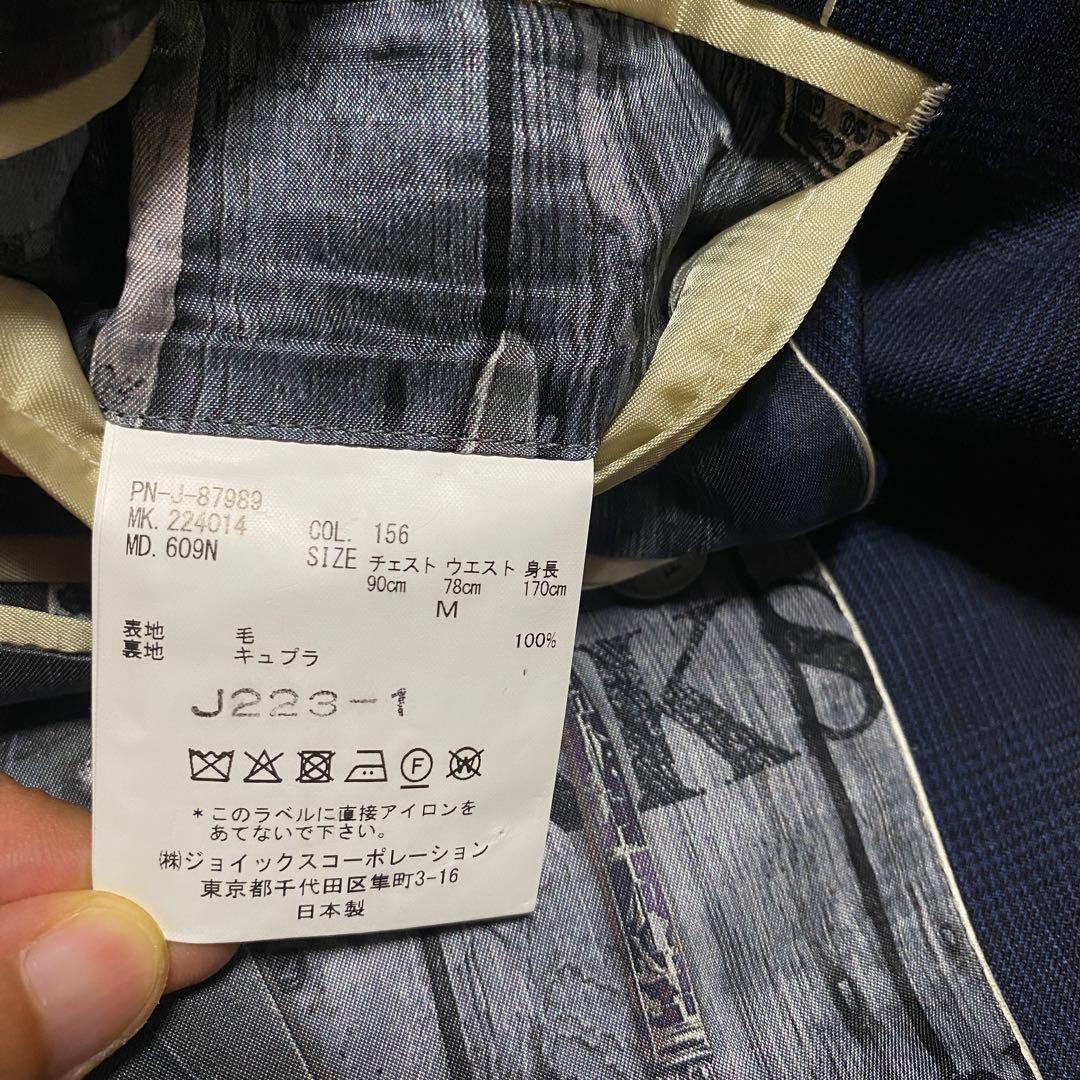 PN-J-87989
MK. 224014
MD. 609N
COL. 156
SIZE チェスト ウエスト 身長
90cm 78cm 170cm
M
表地 毛 100%
裏地 キュプラ
J223-1
F
W
*このラベルに直接アイロンを
あてないで下さい。
㈱ジョイックスコーポレーション
東京都千代田区隼町3-16
日本製
KS